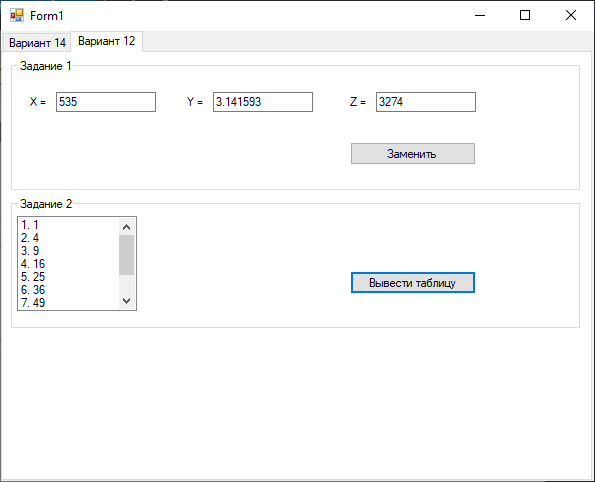 Form1
Вариант 14 Вариант 12
Задание 1
X = 535 Y = 3.141593 Z = 3274
Заменить
Задание 2
1. 1
2. 4
3. 9
4. 16
5. 25
6. 36
7. 49
Вывести таблицу